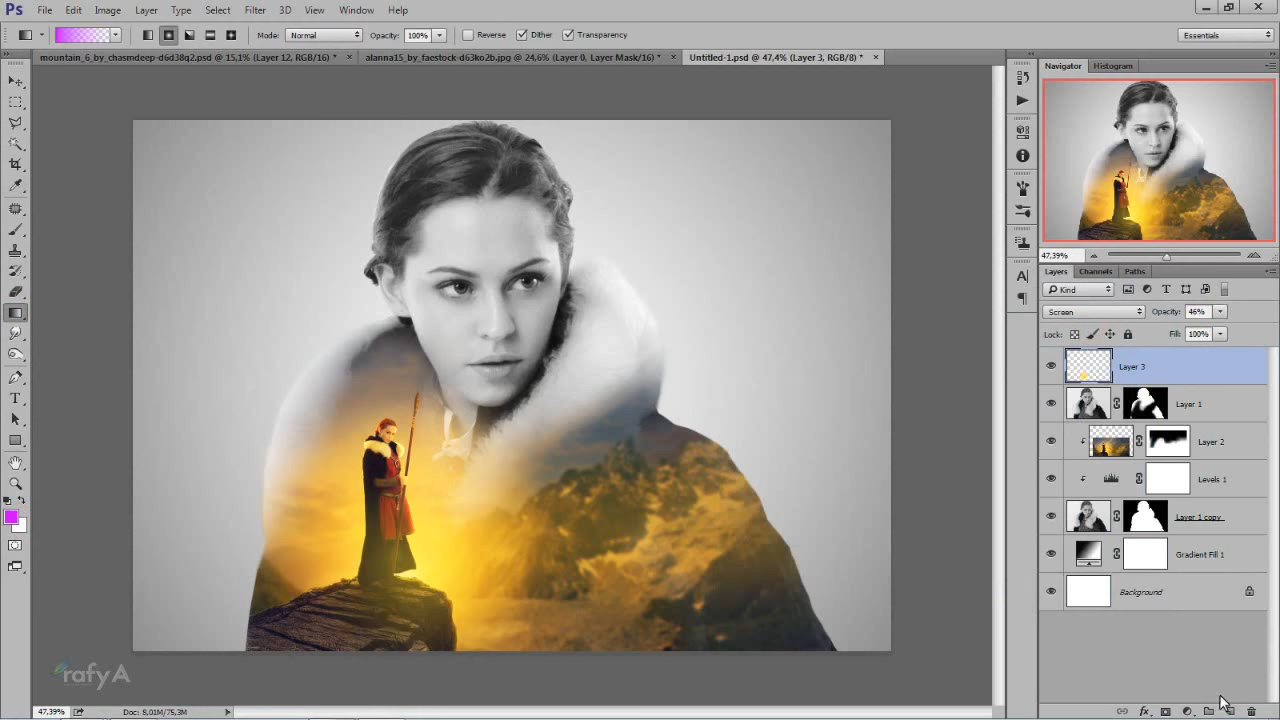 Ps File Edit Image Layer Type Select Filter 3D View Window Help
Mode: Normal Opacity: 100% Reverse Dither Transparency Essentials
mountain_6_by_chasmdeep-d6d38q2.psd @ 15,1% (Layer 12, RGB/16) * × alanna15_by_faestock-d63ko2b.jpg @ 24,6% (Layer 0, Layer Mask/16) * × Untitled-1.psd @ 47,4% (Layer 3, RGB/8) * ×
Navigator Histogram
47,39%
Layers Channels Paths
Kind
Screen Opacity: 46%
Lock: Fill: 100%
Layer 3
Layer 1
Layer 2
Levels 1
Layer 1 copy
Gradient Fill 1
Background
rafy A
47,39% Doc: 8,01M/75,3M
fx